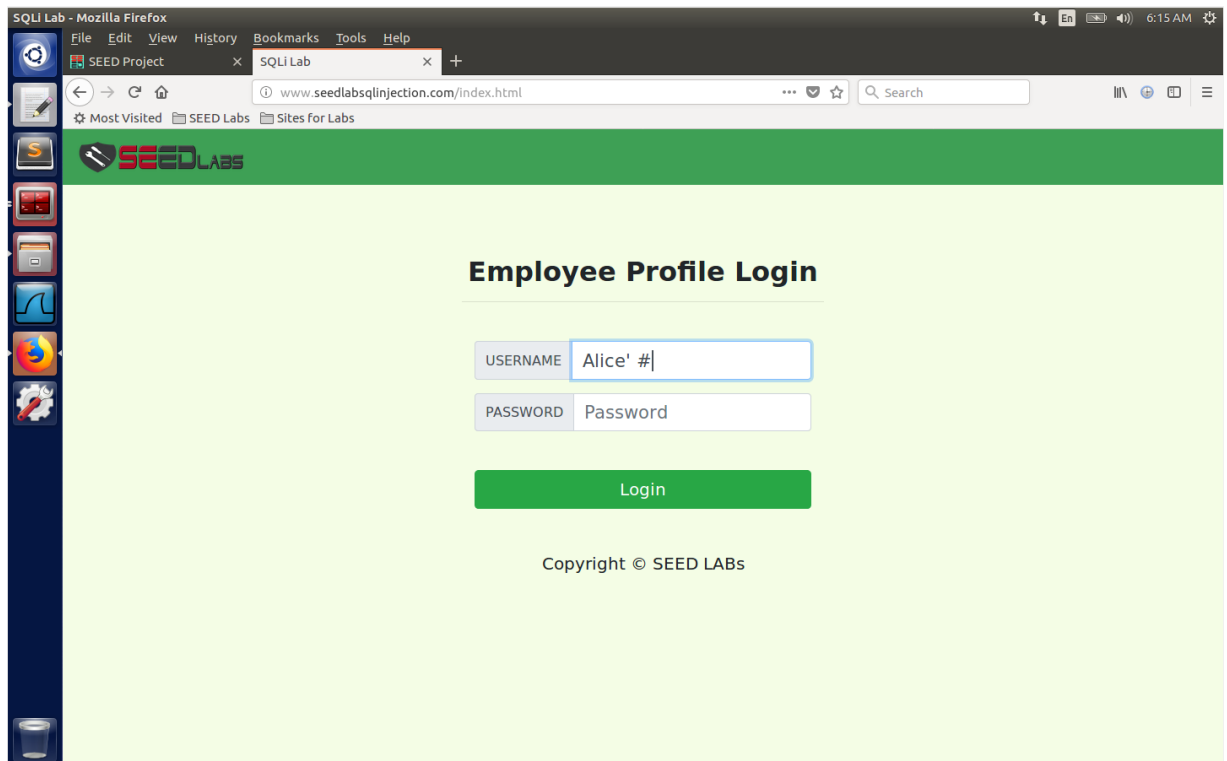 SQLi Lab - Mozilla Firefox En 6:15 AM
File Edit View History Bookmarks Tools Help
SEED Project SQLi Lab
www.seedlabsqlinjection.com/index.html Search
Most Visited SEED Labs Sites for Labs
SEEDLABS
Employee Profile Login
USERNAME Alice' #
PASSWORD Password
Login
Copyright © SEED LABs